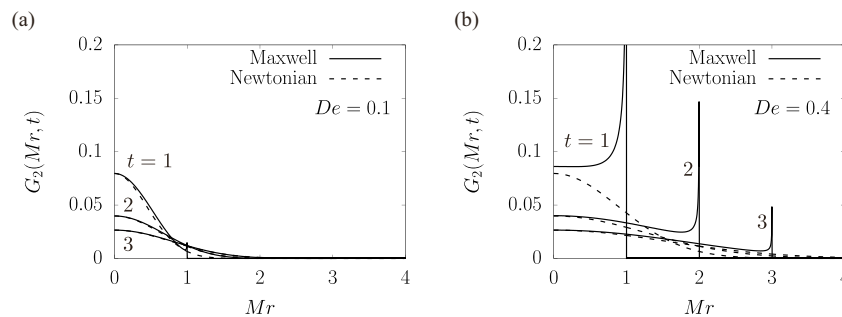 (a)
G₂(Mr, t)
0.2
0.15
0.1
0.05
0
Maxwell
Newtonian
De = 0.1
t = 1
2
3
0 1 2 3 4
Mr
(b)
G₂(Mr, t)
0.2
0.15
0.1
0.05
0
Maxwell
Newtonian
De = 0.4
t = 1
2
3
0 1 2 3 4
Mr